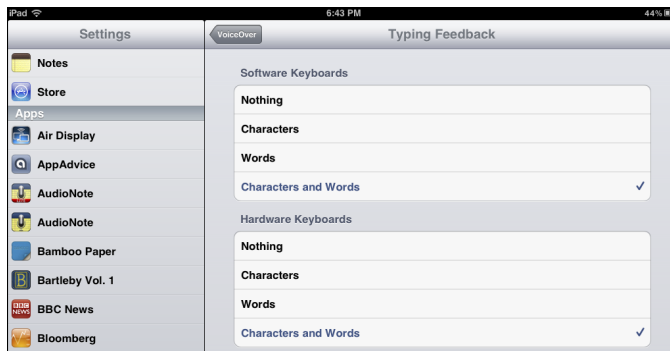 iPad 6:43 PM 44%
Settings
VoiceOver
Typing Feedback
Notes
Store
Apps
Air Display
AppAdvice
AudioNote
AudioNote
Bamboo Paper
Bartleby Vol. 1
BBC NEWS
BBC News
Bloomberg
Software Keyboards
Nothing
Characters
Words
Characters and Words
Hardware Keyboards
Nothing
Characters
Words
Characters and Words